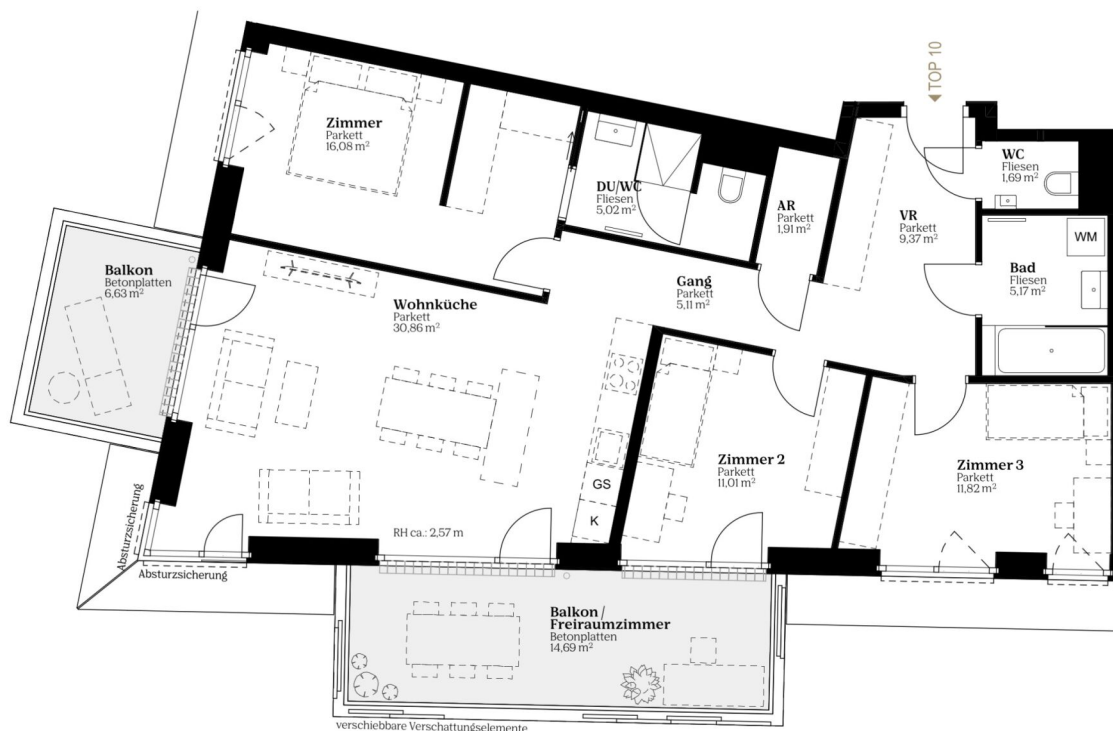 TOP 10
Zimmer
Parkett
16,08 m²
DU/WC
Fliesen
5,02 m²
AR
Parkett
1,91 m²
VR
Parkett
9,37 m²
WC
Fliesen
1,69 m²
WM
Bad
Fliesen
5,17 m²
Balkon
Betonplatten
6,63 m²
Wohnküche
Parkett
30,86 m²
Gang
Parkett
5,11 m²
Zimmer 2
Parkett
11,01 m²
Zimmer 3
Parkett
11,82 m²
GS
K
RH ca.: 2,57 m
Absturzsicherung
Absturzsicherung
Balkon/
Freiraumzimmer
Betonplatten
14,69 m²
verschiebbare Verschattungselemente